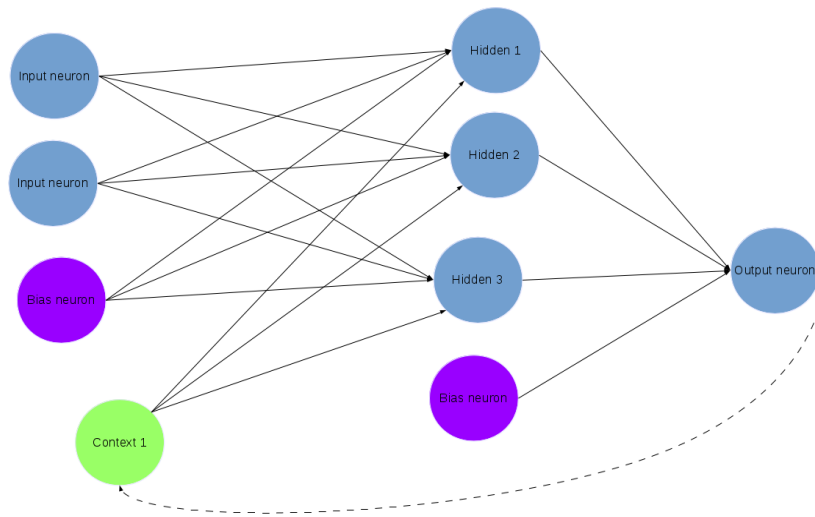 Input neuron
Input neuron
Bias neuron
Context 1
Hidden 1
Hidden 2
Hidden 3
Bias neuron
Output neuron